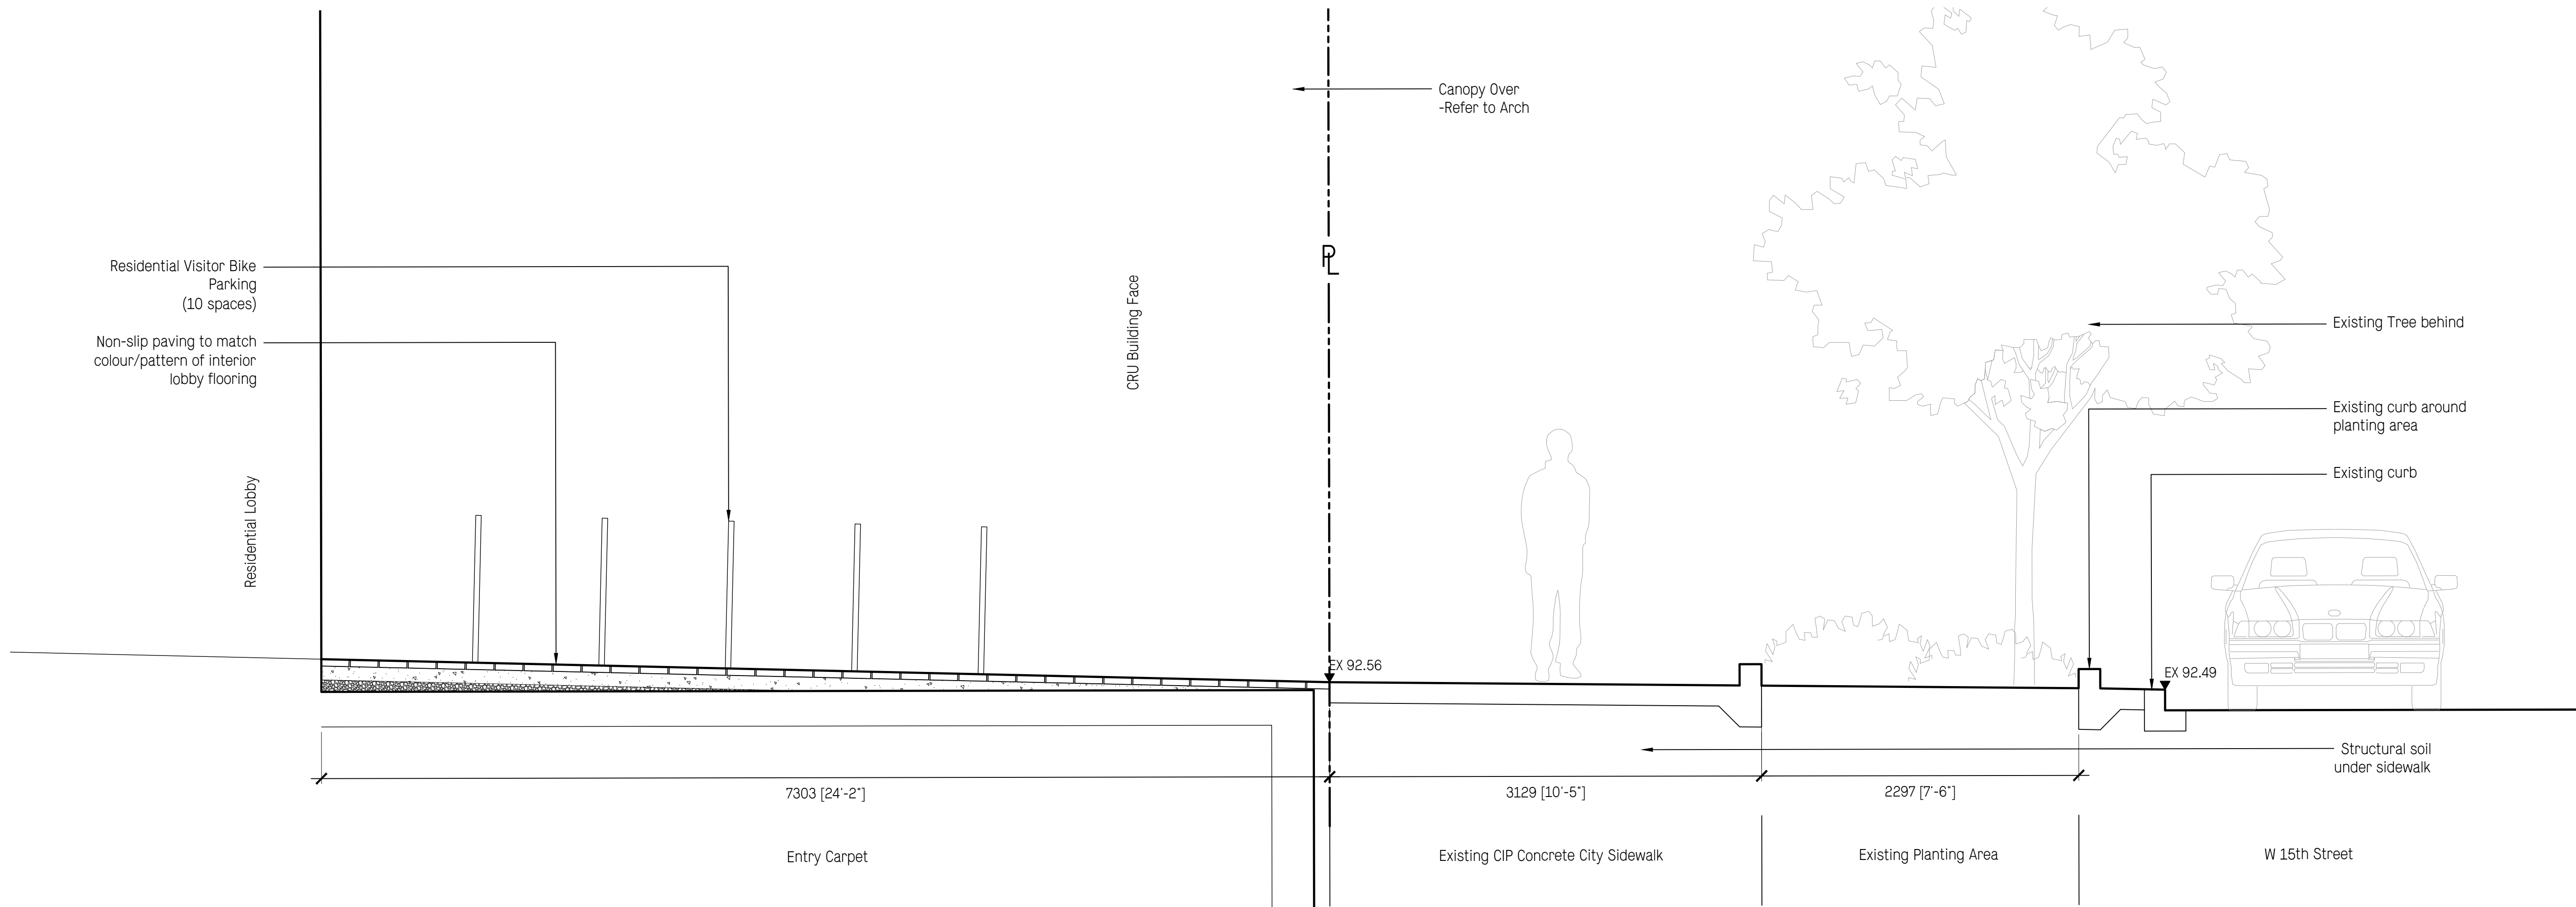 Canopy Over
-Refer to Arch
PL
Residential Visitor Bike
Parking
(10 spaces)
Non-slip paving to match
colour/pattern of interior
lobby flooring
Residential Lobby
CRU Building Face
Existing Tree behind
Existing curb around
planting area
Existing curb
EX 92.56
EX 92.49
Structural soil
under sidewalk
7303 [24'-2"]
3129 [10'-5"]
2297 [7'-6"]
Entry Carpet
Existing CIP Concrete City Sidewalk
Existing Planting Area
W 15th Street